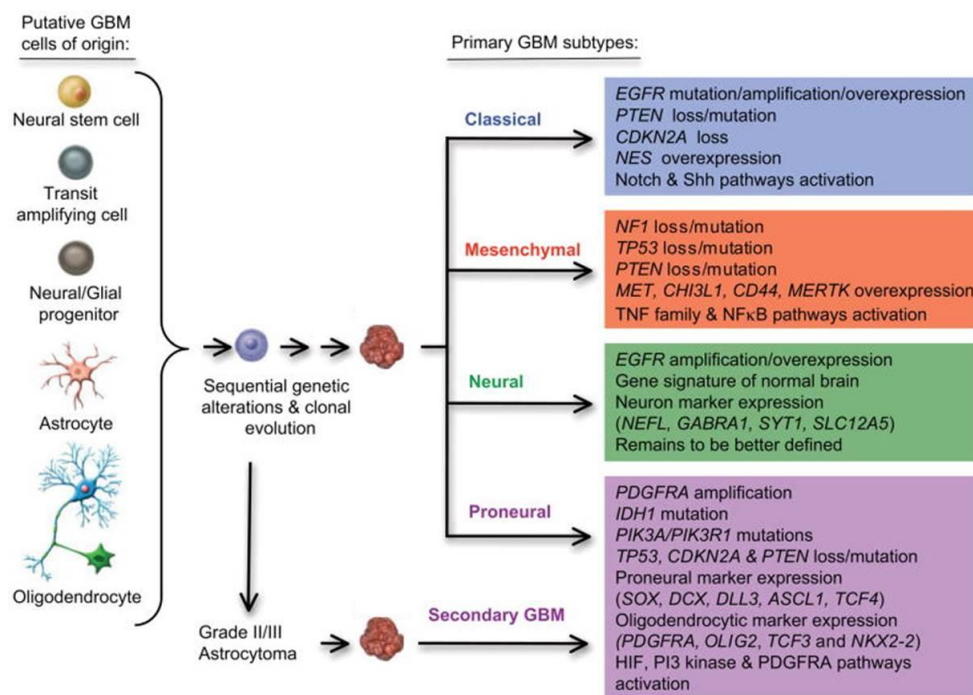 Putative GBM
cells of origin:
Neural stem cell
Transit
amplifying cell
Neural/Glial
progenitor
Astrocyte
Oligodendrocyte
Sequential genetic
alterations & clonal
evolution
Grade II/III
Astrocytoma
Primary GBM subtypes:
Classical
EGFR mutation/amplification/overexpression
PTEN loss/mutation
CDKN2A loss
NES overexpression
Notch & Shh pathways activation
Mesenchymal
NF1 loss/mutation
TP53 loss/mutation
PTEN loss/mutation
MET, CHI3L1, CD44, MERTK overexpression
TNF family & NFκB pathways activation
Neural
EGFR amplification/overexpression
Gene signature of normal brain
Neuron marker expression
(NEFL, GABRA1, SYT1, SLC12A5)
Remains to be better defined
Proneural
Secondary GBM
PDGFRA amplification
IDH1 mutation
PIK3A/PIK3R1 mutations
TP53, CDKN2A & PTEN loss/mutation
Proneural marker expression
(SOX, DCX, DLL3, ASCL1, TCF4)
Oligodendrocytic marker expression
(PDGFRA, OLIG2, TCF3 and NKX2-2)
HIF, PI3 kinase & PDGFRA pathways
activation